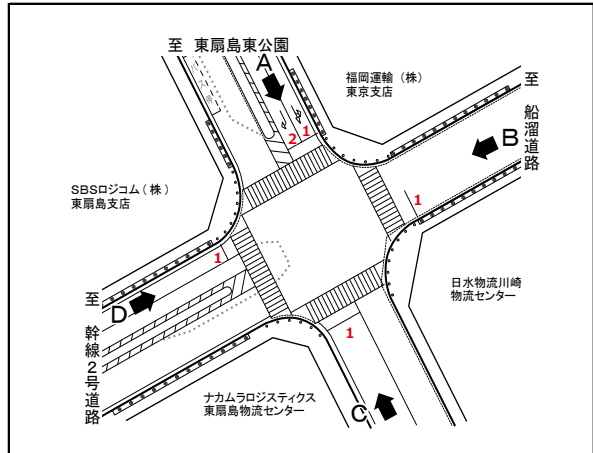 至 東扇島東公園
A
福岡運輸（株）
東京支店
至 船溜道路
B
2
1
1
SBSロジコム（株）
東扇島支店
1
日水物流川崎
物流センター
至 幹線2号道路
D
1
ナカムラロジスティクス
東扇島物流センター
C